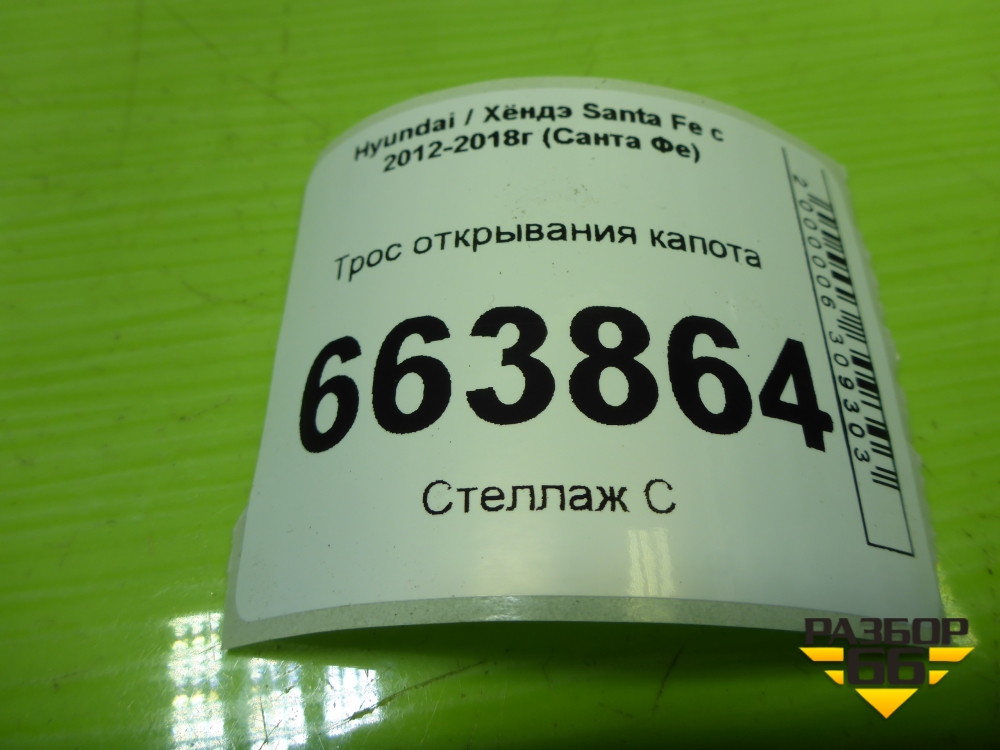 Hyundai / Хёндэ Santa Fe с
2012-2018г (Санта Фе)
Трос открывания капота
663864
Стеллаж С
2000006309303
РАЗБОР
66